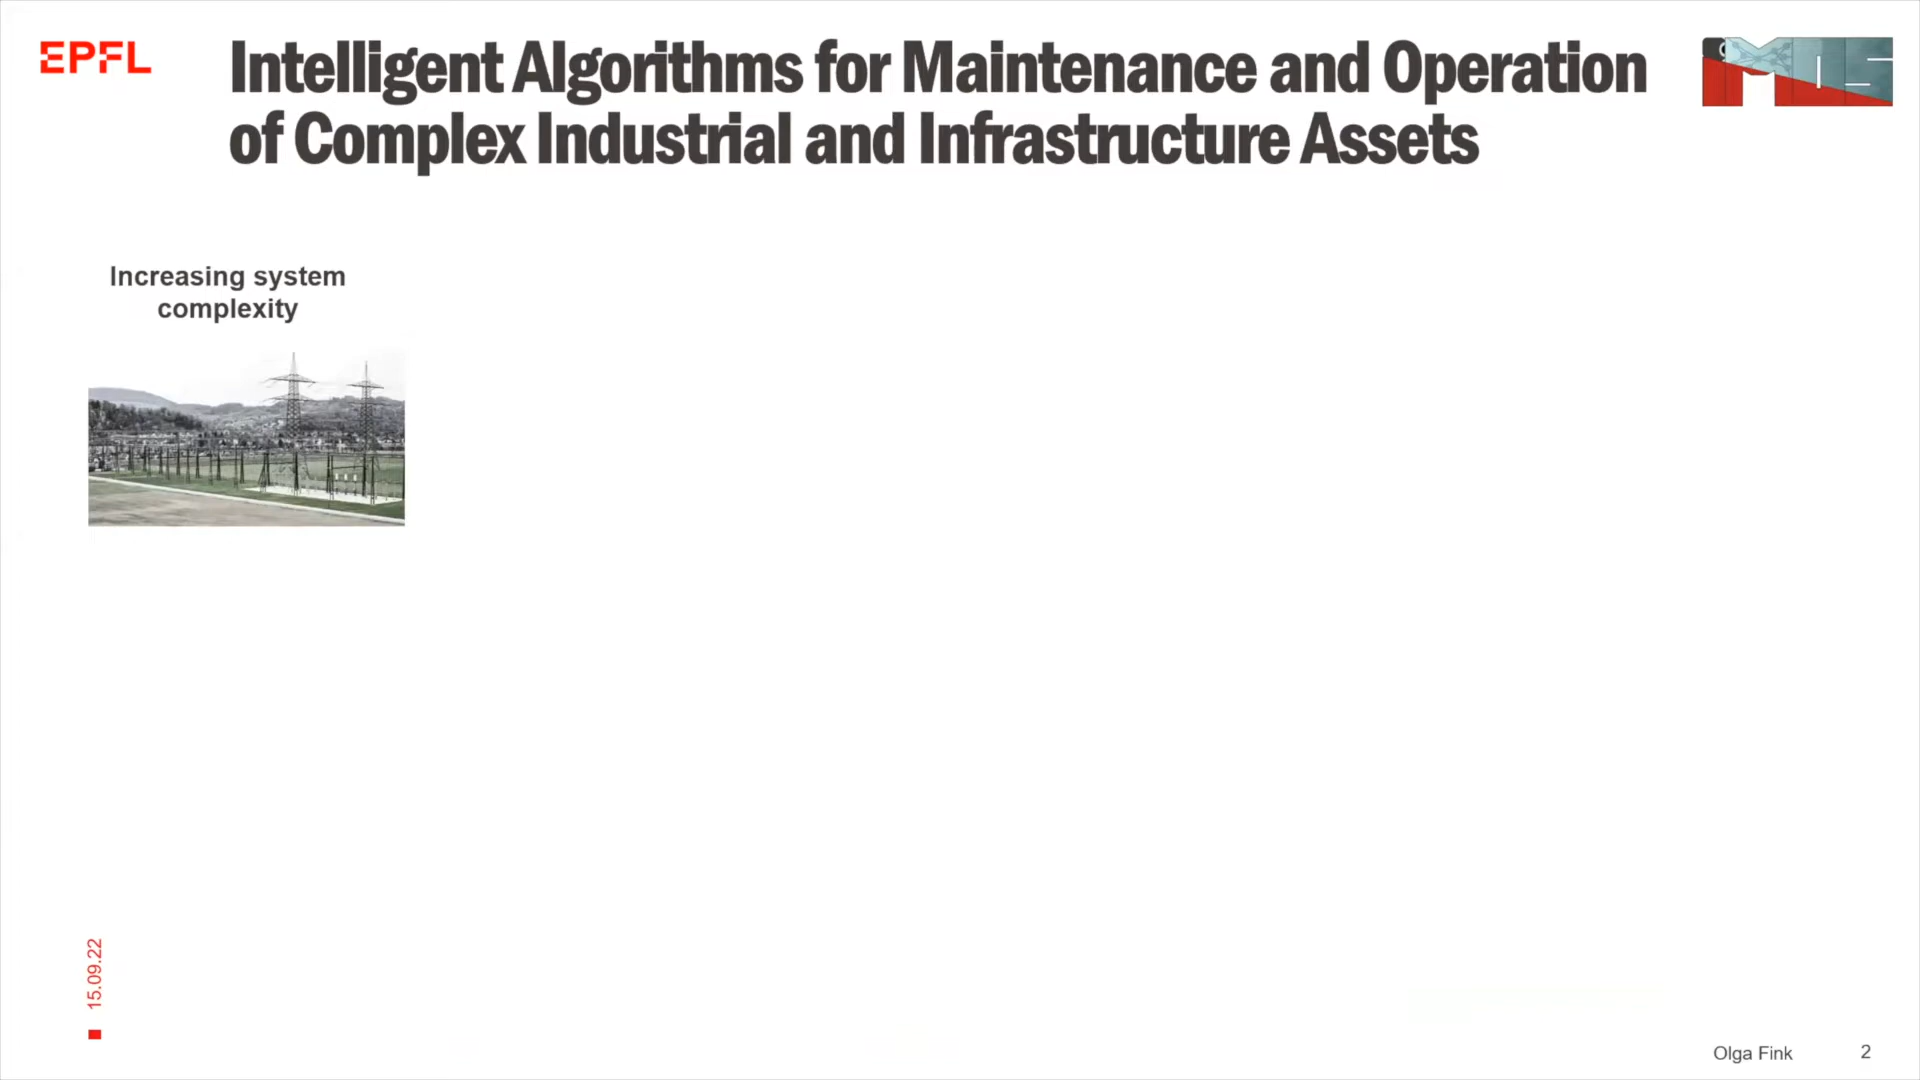 EPFL
Intelligent Algorithms for Maintenance and Operation
of Complex Industrial and Infrastructure Assets
Increasing system
complexity
15.09.22
Olga Fink
2